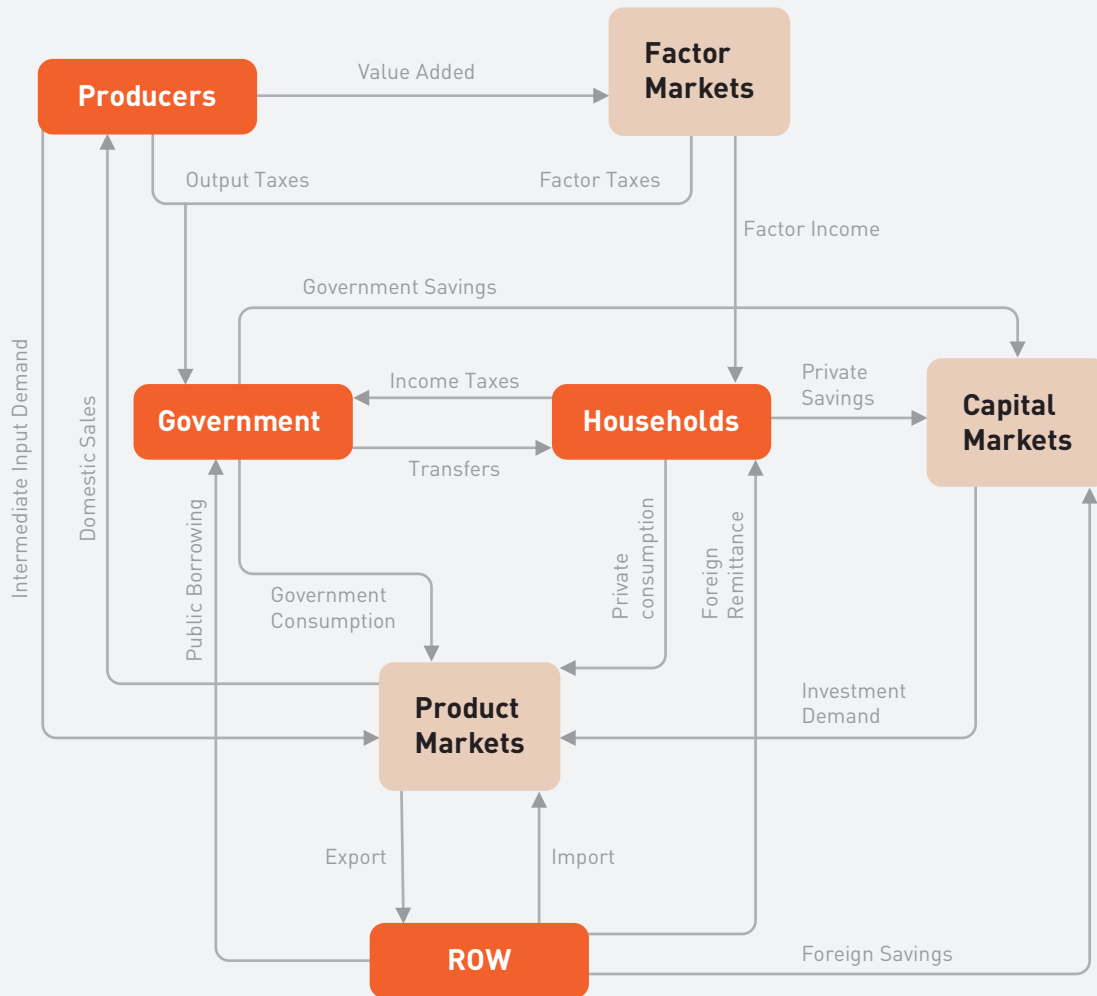 Factor
Markets
Producers
Value Added
Output Taxes
Factor Taxes
Factor Income
Government Savings
Intermediate Input Demand
Domestic Sales
Government
Income Taxes
Transfers
Households
Private
Savings
Capital
Markets
Public Borrowing
Government
Consumption
Private
consumption
Foreign
Remittance
Product
Markets
Investment
Demand
Export
Import
ROW
Foreign Savings